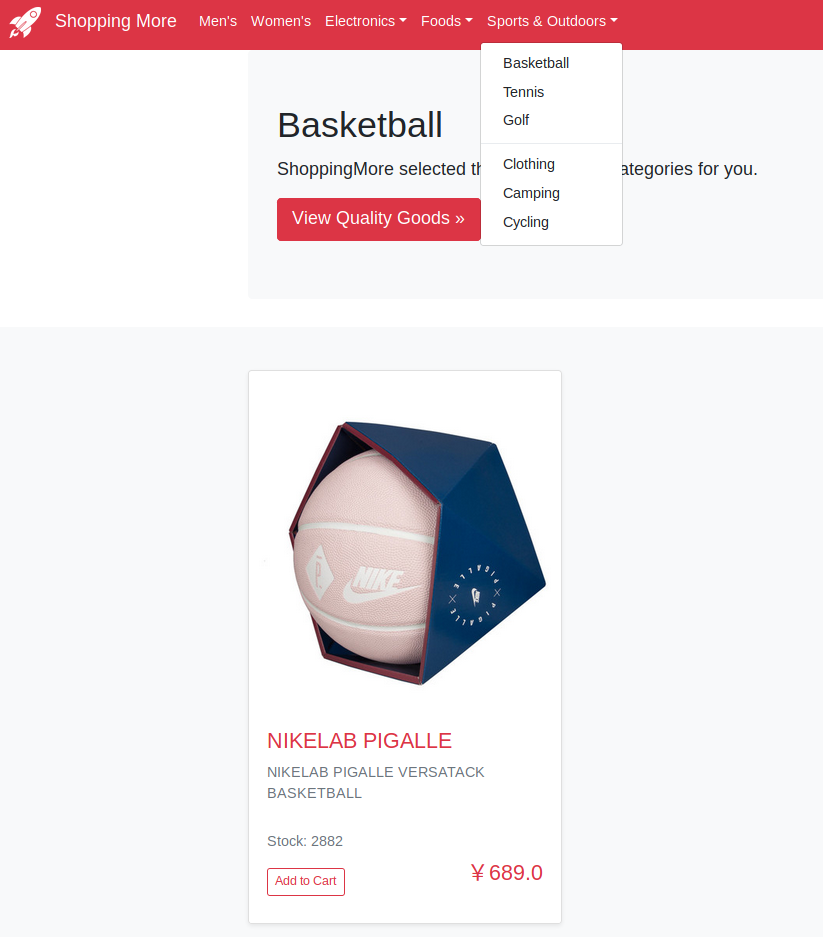 Shopping More Men's Women's Electronics Foods Sports & Outdoors
Basketball
Tennis
Golf
Clothing
Camping
Cycling
Basketball
ShoppingMore selected ategories for you.
View Quality Goods »
NIKE
PIGALLE
PIGALLE
NIKELAB PIGALLE
NIKELAB PIGALLE VERSATACK
BASKETBALL
Stock: 2882
Add to Cart
¥ 689.0